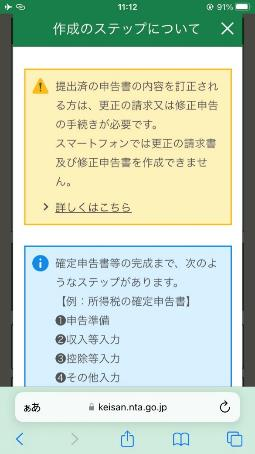 11:12
91%
作成のステップについて
提出済の申告書の内容を訂正され
る方は、更正の請求又は修正申告
の手続きが必要です。
スマートフォンでは更正の請求書
及び修正申告書を作成できませ
ん。
詳しくはこちら
確定申告書等の完成まで、次のよ
うなステップがあります。
【例：所得税の確定申告書】
❶申告準備
❷収入等入力
❸控除等入力
❹その他入力
ぁあ
keisan.nta.go.jp